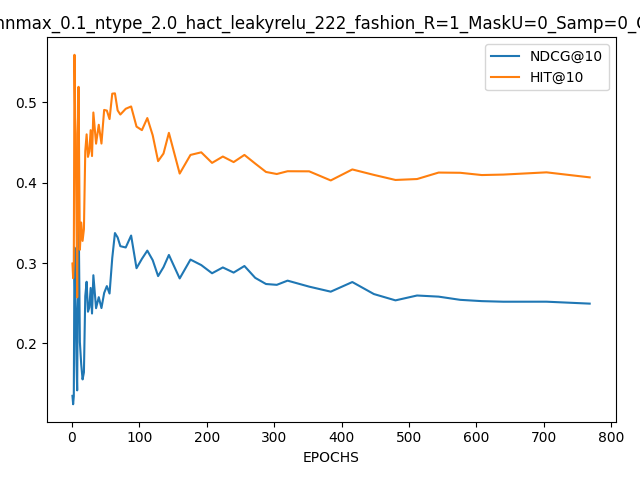 nnmax_0.1_ntype_2.0_hact_leakyrelu_222_fashion_R=1_MaskU=0_Samp=0_
NDCG@10
HIT@10
0.5
0.4
0.3
0.2
0 100 200 300 400 500 600 700 800
EPOCHS